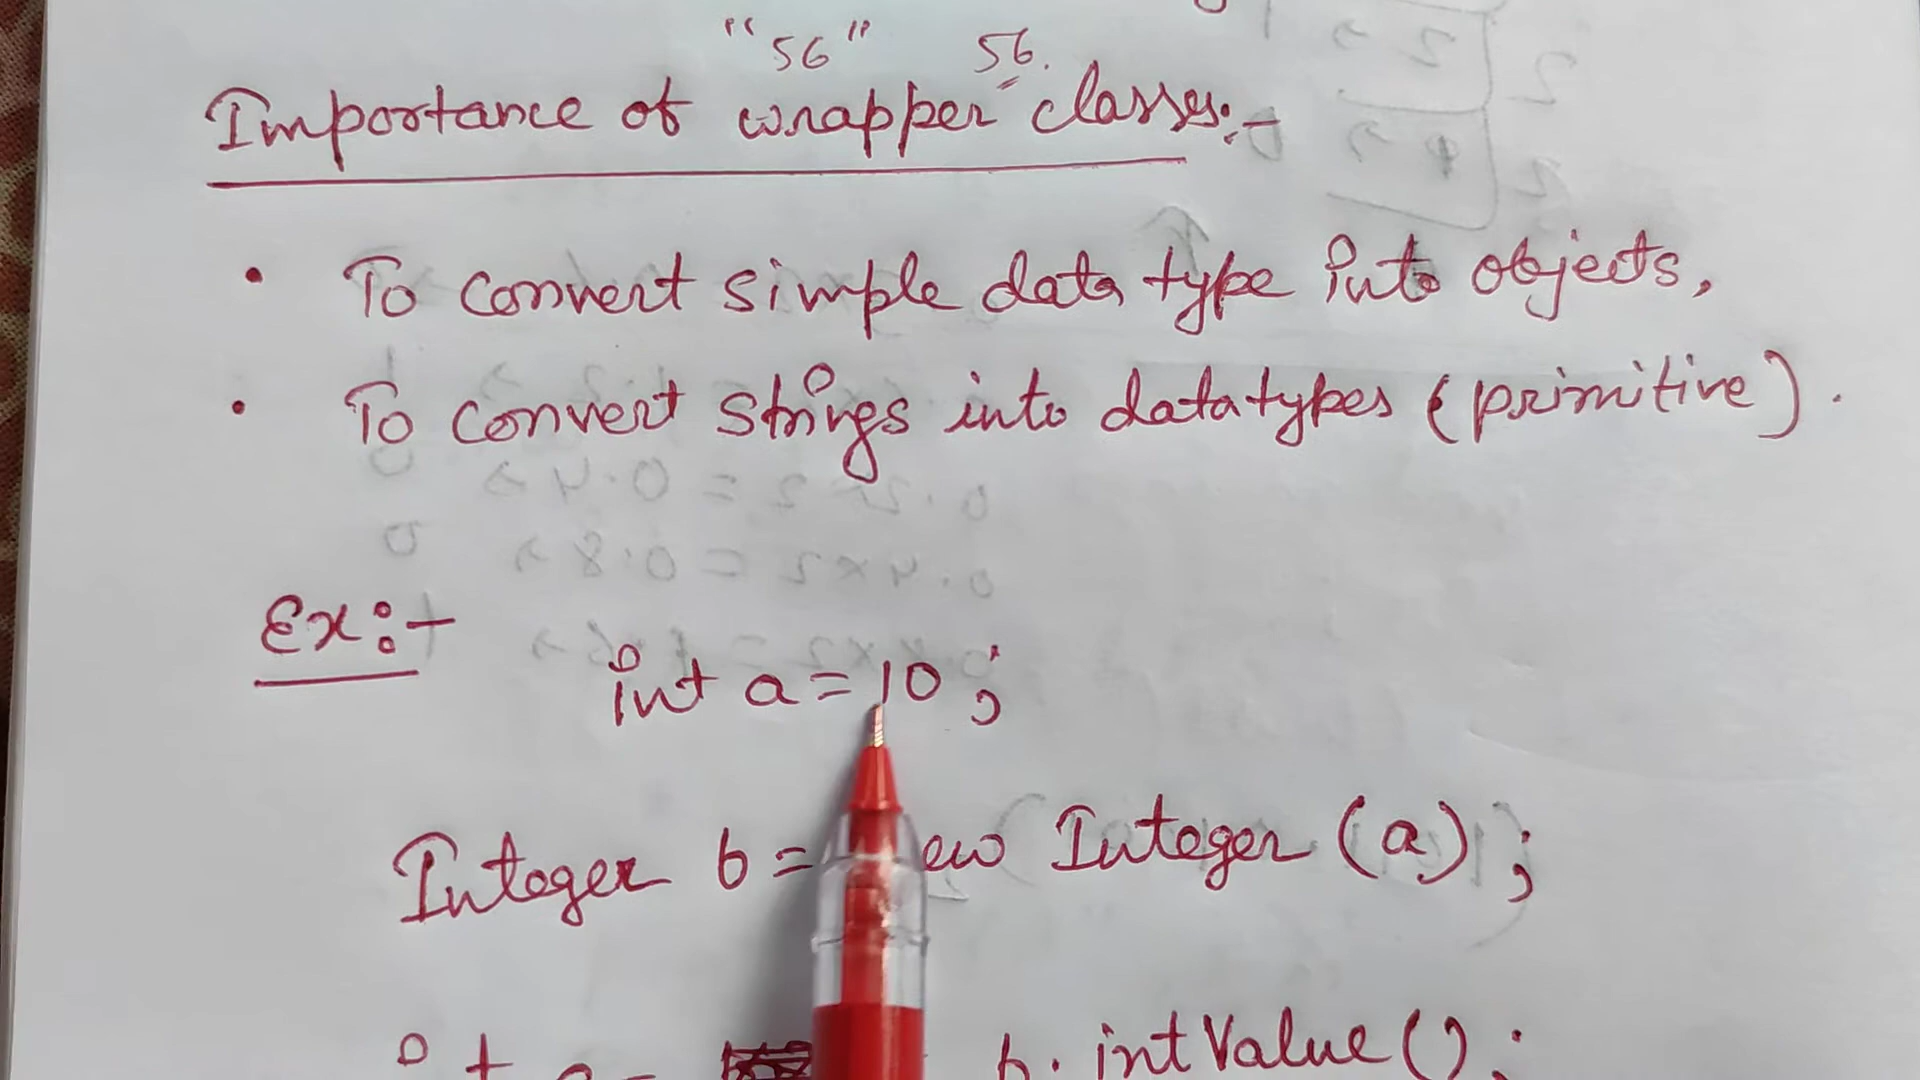 "56" 56.
Importance of wrapper classes:-
• To convert simple data type into objects,
• To convert strings into datatypes (primitive).
Ex:-
int a=10;
Integer b= new Integer (a);
b. intValue();